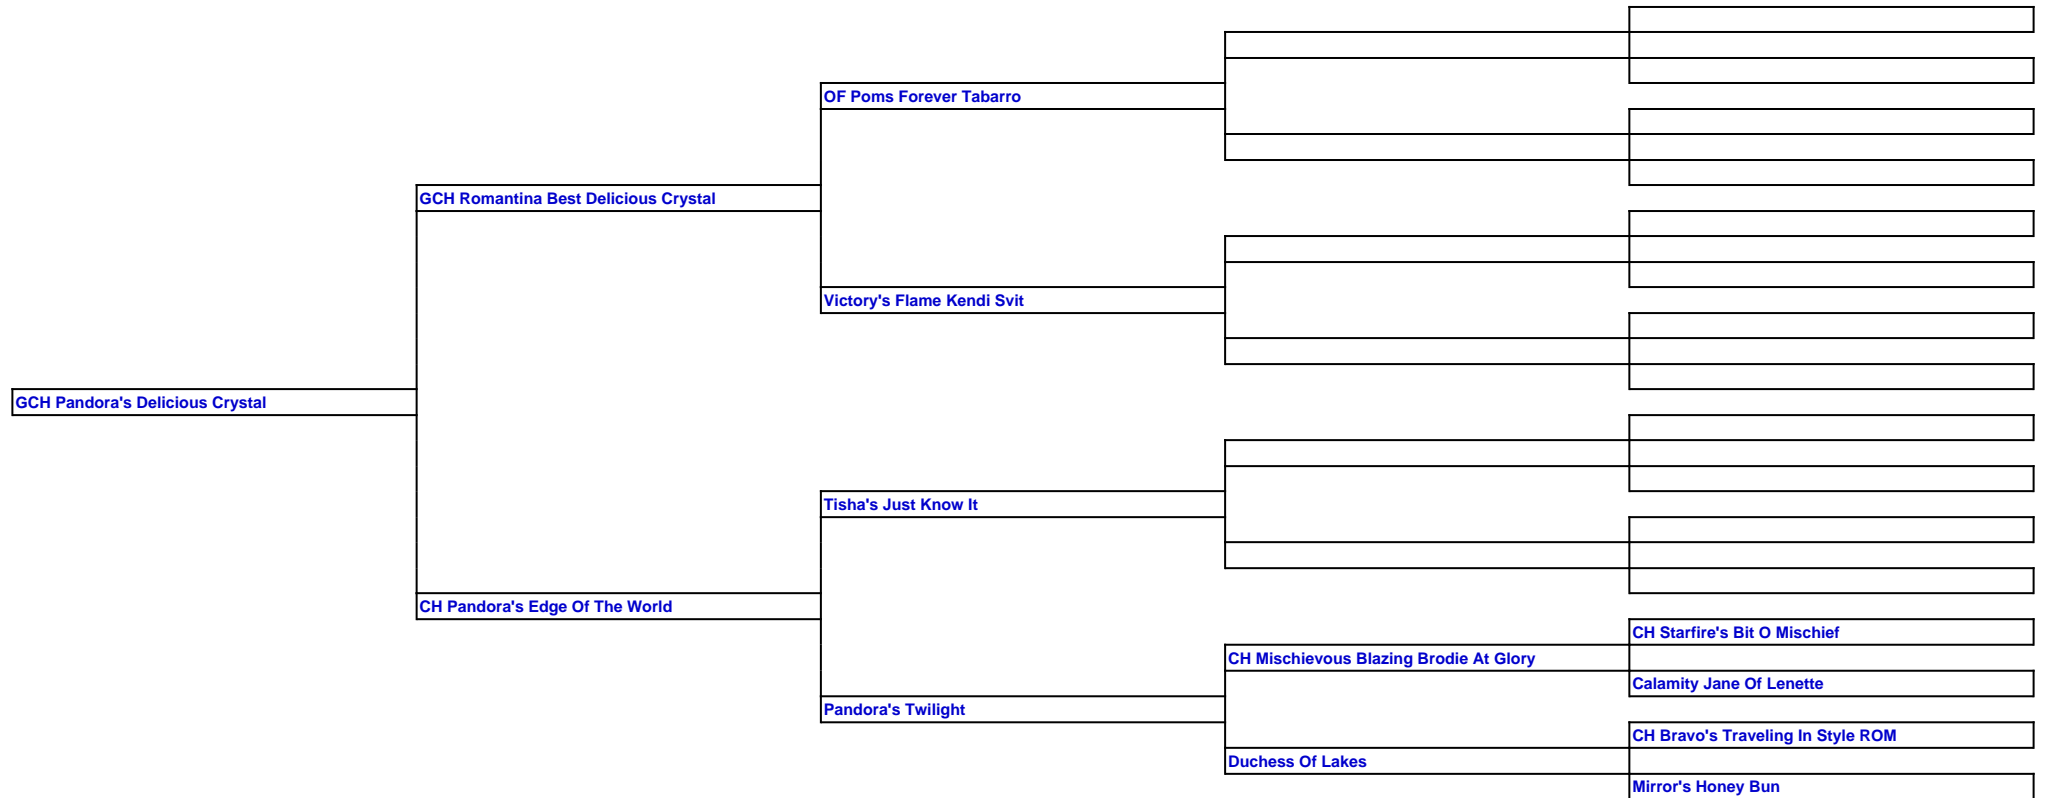 OF Poms Forever Tabarro
GCH Romantina Best Delicious Crystal
Victory's Flame Kendi Svit
GCH Pandora's Delicious Crystal
Tisha's Just Know It
CH Pandora's Edge Of The World
CH Starfire's Bit O Mischief
CH Mischievous Blazing Brodie At Glory
Calamity Jane Of Lenette
Pandora's Twilight
CH Bravo's Traveling In Style ROM
Duchess Of Lakes
Mirror's Honey Bun